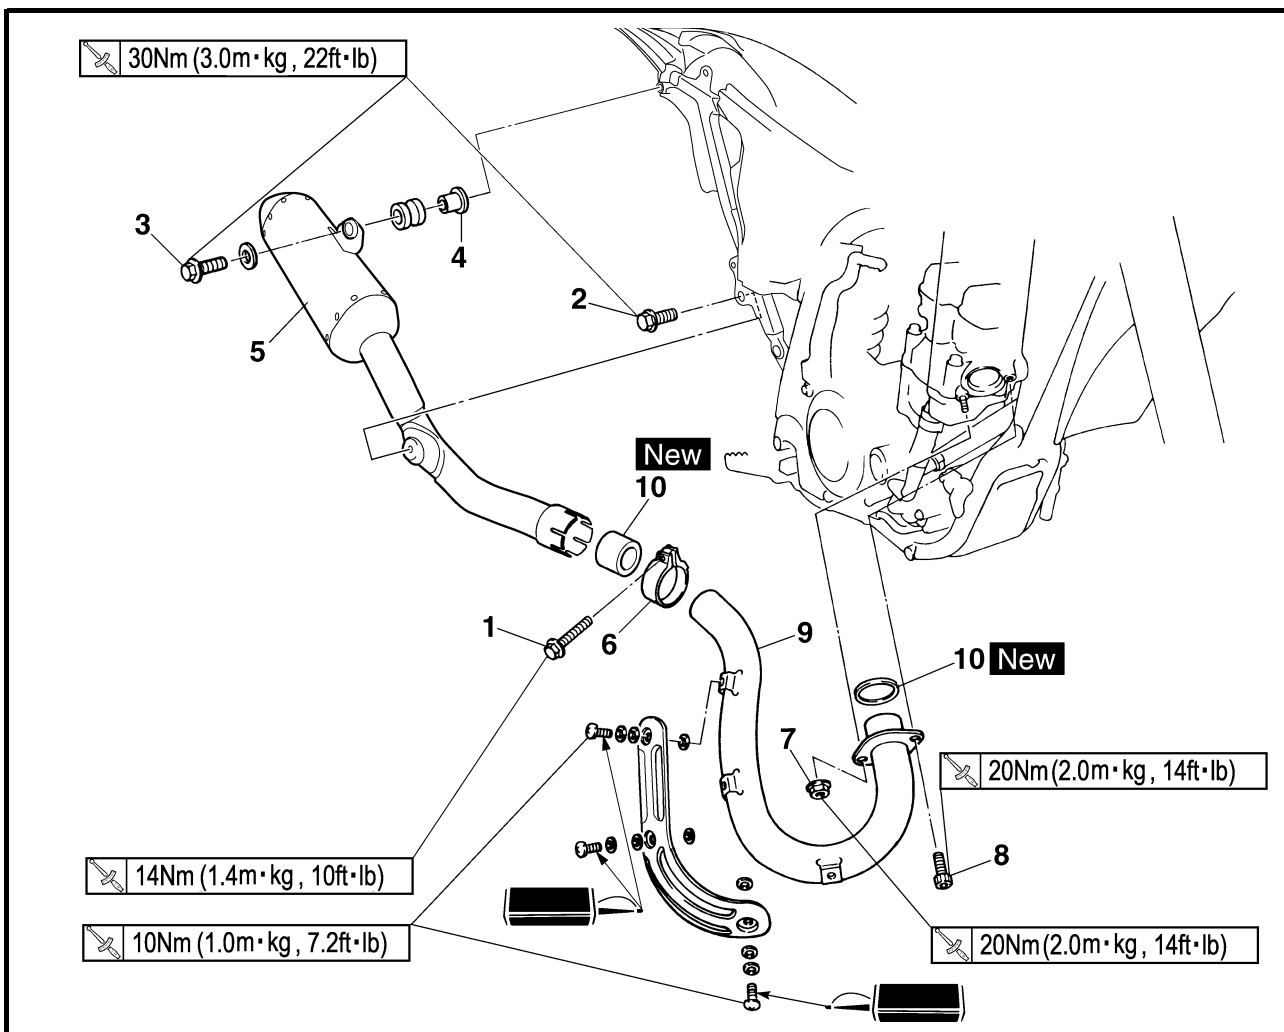 30Nm (3.0m•kg , 22ft•lb)
3
4
2
5
New
10
1
6
9
10 New
7
20Nm (2.0m•kg , 14ft•lb)
8
14Nm (1.4m•kg , 10ft•lb)
10Nm (1.0m•kg , 7.2ft•lb)
20Nm (2.0m•kg , 14ft•lb)